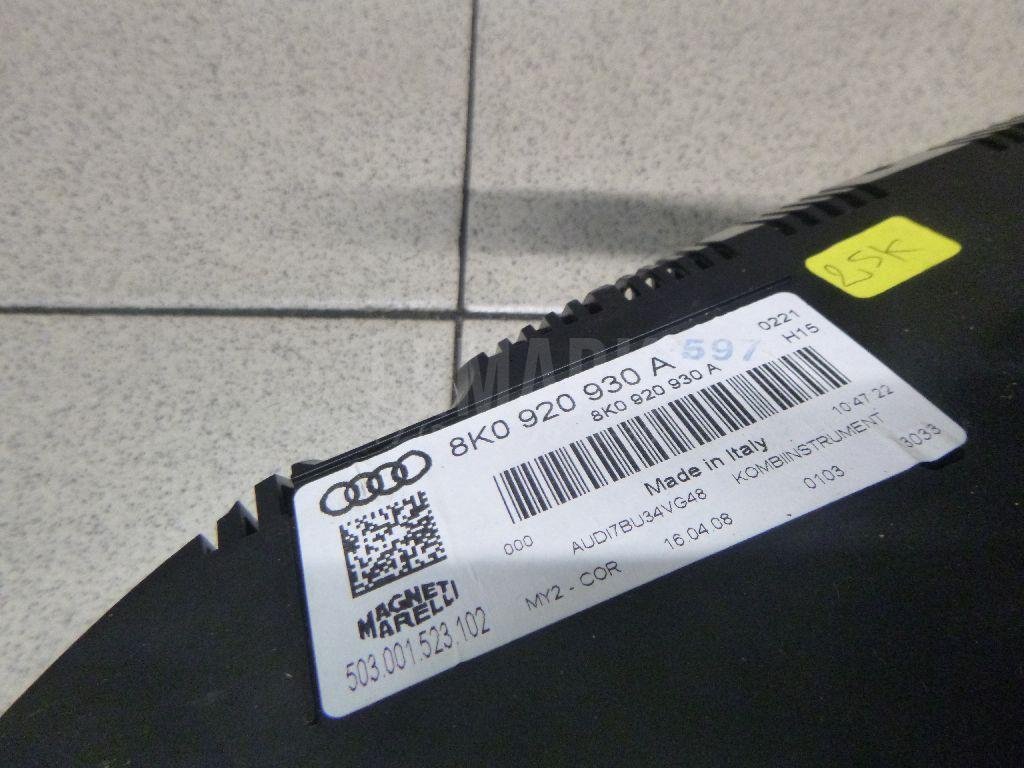 25K
8K0 920 930 A 597 0221
8K0 920 930 A H15
Made in Italy 10:47:22
000 AUDI7BU34VG48 KOMBIINSTRUMENT
MY2 - COR 16.04.08 0103 3033
MAGNETI
MARELLI
503.001.523.102